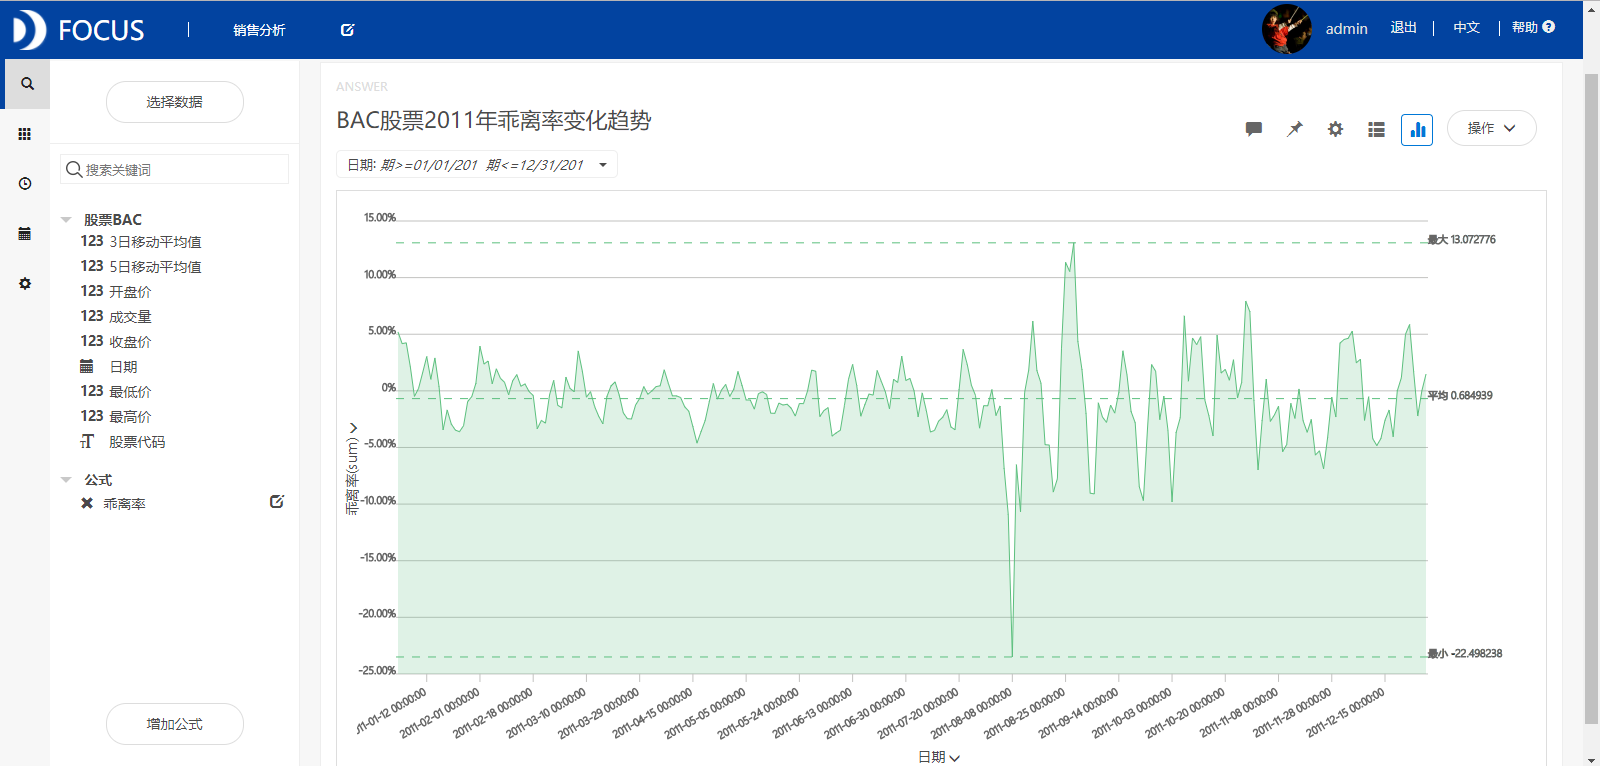 FOCUS
销售分析
admin
退出
中文
帮助
选择数据
搜索关键词
股票BAC
123 3日移动平均值
123 5日移动平均值
123 开盘价
123 成交量
123 收盘价
日期
123 最低价
123 最高价
T 股票代码
公式
乖离率
增加公式
ANSWER
BAC股票2011年乖离率变化趋势
操作
日期: 期>=01/01/201 期<=12/31/201
15.00%
10.00%
5.00%
0%
-5.00%
-10.00%
-15.00%
-20.00%
-25.00%
乖离率(sum)
最大 13.072776
平均 0.684939
最小 -22.498238
01-01-12 00:00:00
2011-02-01 00:00:00
2011-02-18 00:00:00
2011-03-10 00:00:00
2011-03-29 00:00:00
2011-04-15 00:00:00
2011-05-05 00:00:00
2011-05-24 00:00:00
2011-06-13 00:00:00
2011-06-30 00:00:00
2011-07-20 00:00:00
2011-08-08 00:00:00
2011-08-25 00:00:00
2011-09-14 00:00:00
2011-10-03 00:00:00
2011-10-20 00:00:00
2011-11-08 00:00:00
2011-11-28 00:00:00
2011-12-15 00:00:00
日期